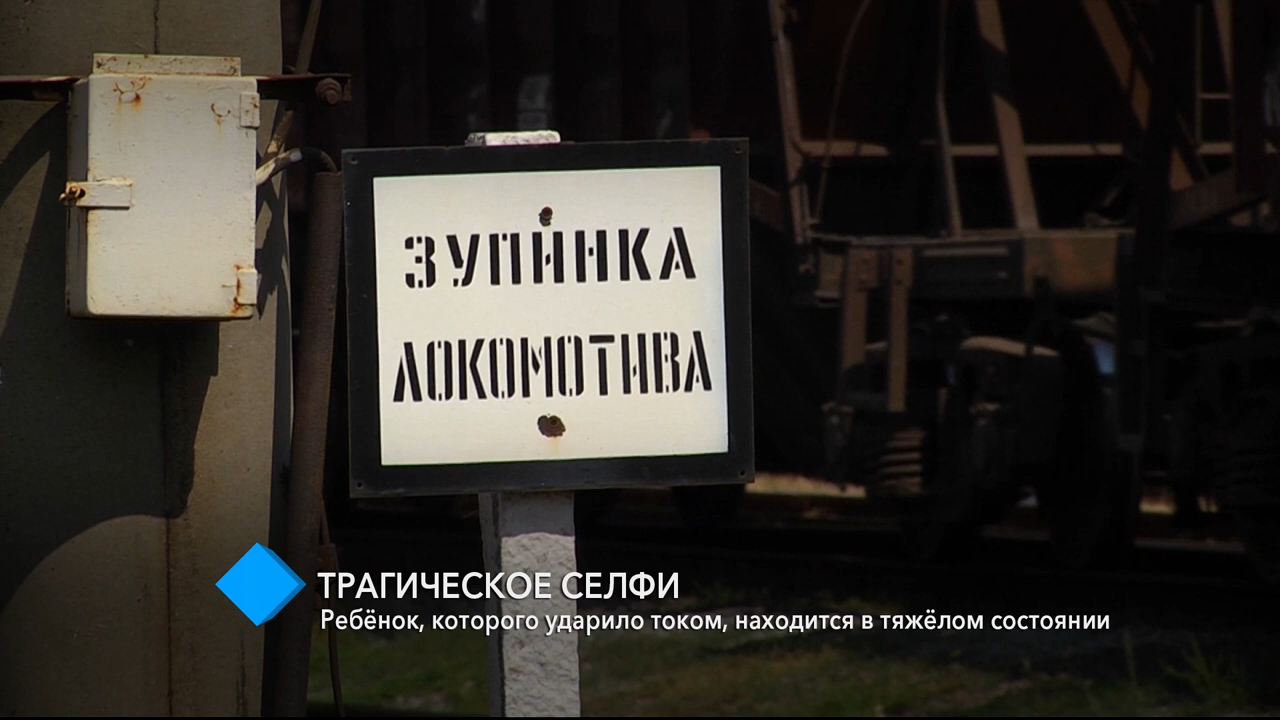 ЗУПИНКА
ЛОКОМОТИВА
ТРАГИЧЕСКОЕ СЕЛФИ
Ребёнок, которого ударило током, находится в тяжёлом состоянии